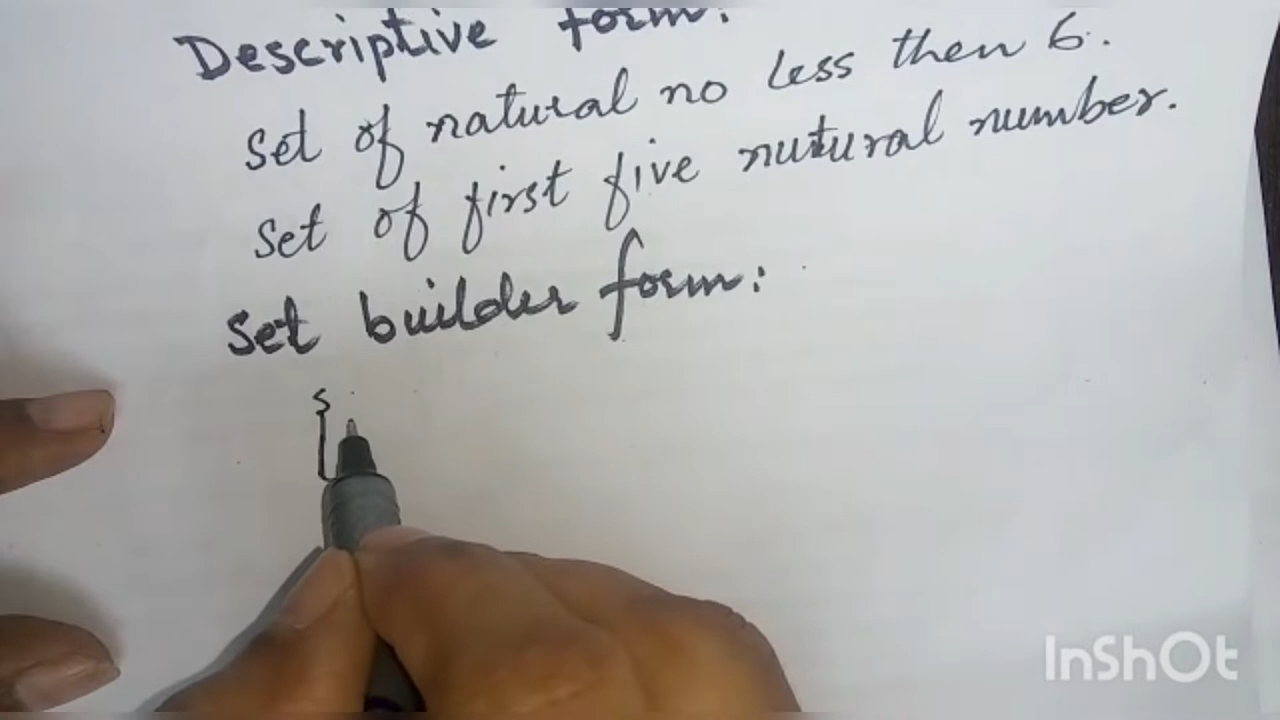 Descriptive form:
set of natural no less then 6.
set of first five nutural number.
Set builder form:
{
InShOt